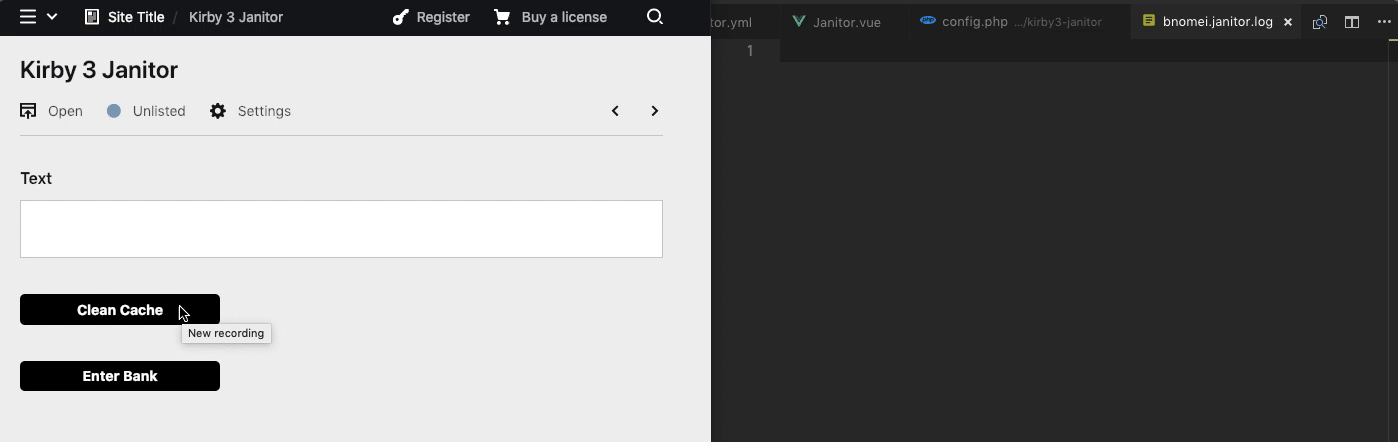 Site Title / Kirby 3 Janitor Register Buy a license
Kirby 3 Janitor
Open Unlisted Settings
Text
Clean Cache
New recording
Enter Bank
tor.yml Janitor.vue php config.php .../kirby3-janitor bnomei.janitor.log
1